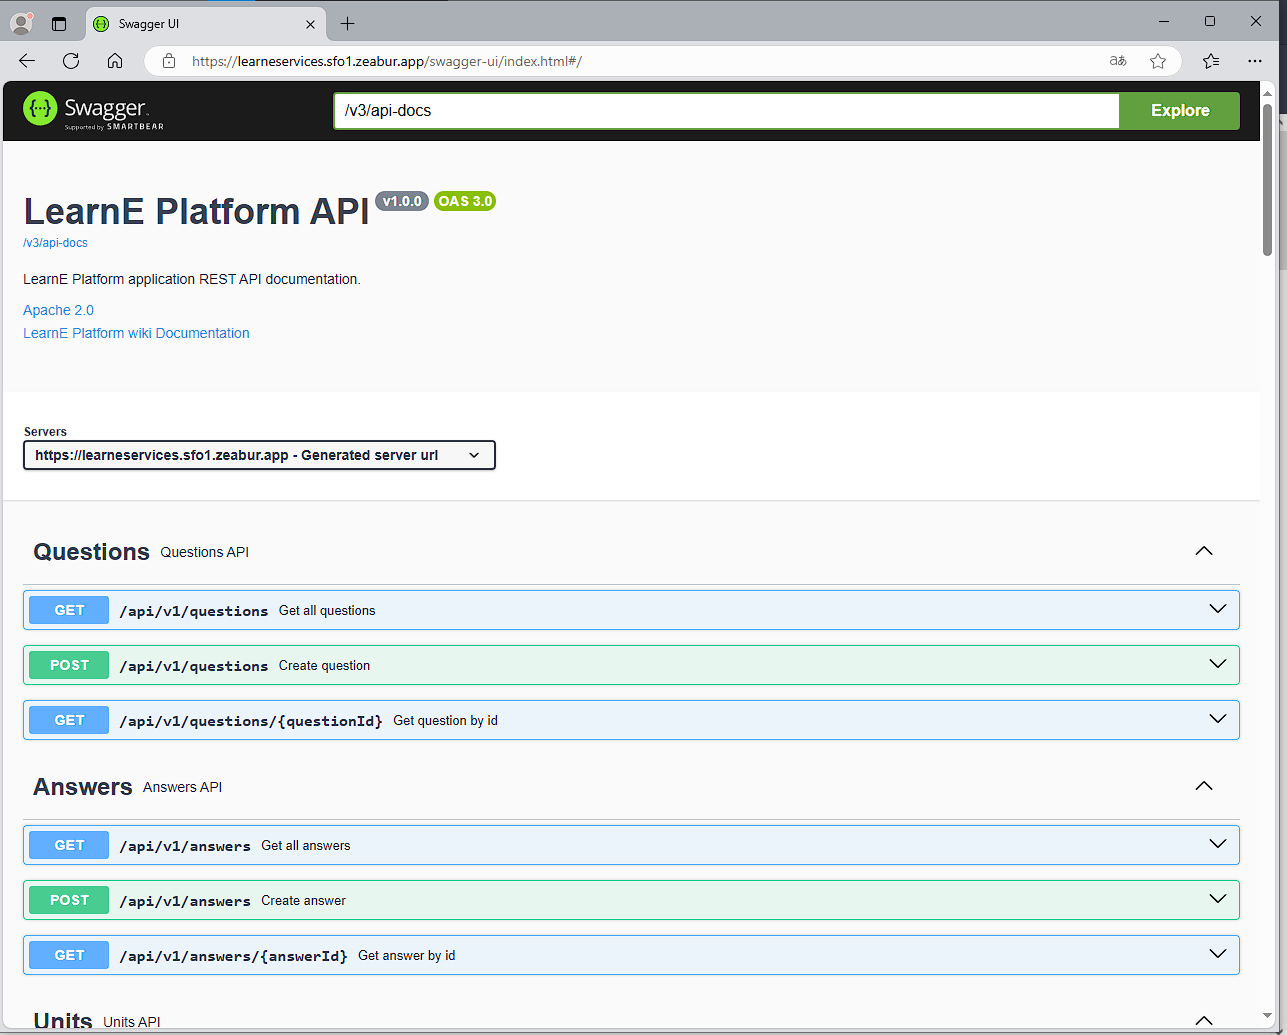 Swagger UI
https://learneservices.sfo1.zeabur.app/swagger-ui/index.html#/
aあ
{··} Swagger.
Supported by SMARTBEAR
/v3/api-docs
Explore
LearnE Platform API v1.0.0 OAS 3.0
/v3/api-docs
LearnE Platform application REST API documentation.
Apache 2.0
LearnE Platform wiki Documentation
Servers
https://learneservices.sfo1.zeabur.app - Generated server url
Questions Questions API
GET /api/v1/questions Get all questions
POST /api/v1/questions Create question
GET /api/v1/questions/{questionId} Get question by id
Answers Answers API
GET /api/v1/answers Get all answers
POST /api/v1/answers Create answer
GET /api/v1/answers/{answerId} Get answer by id
Units Units API